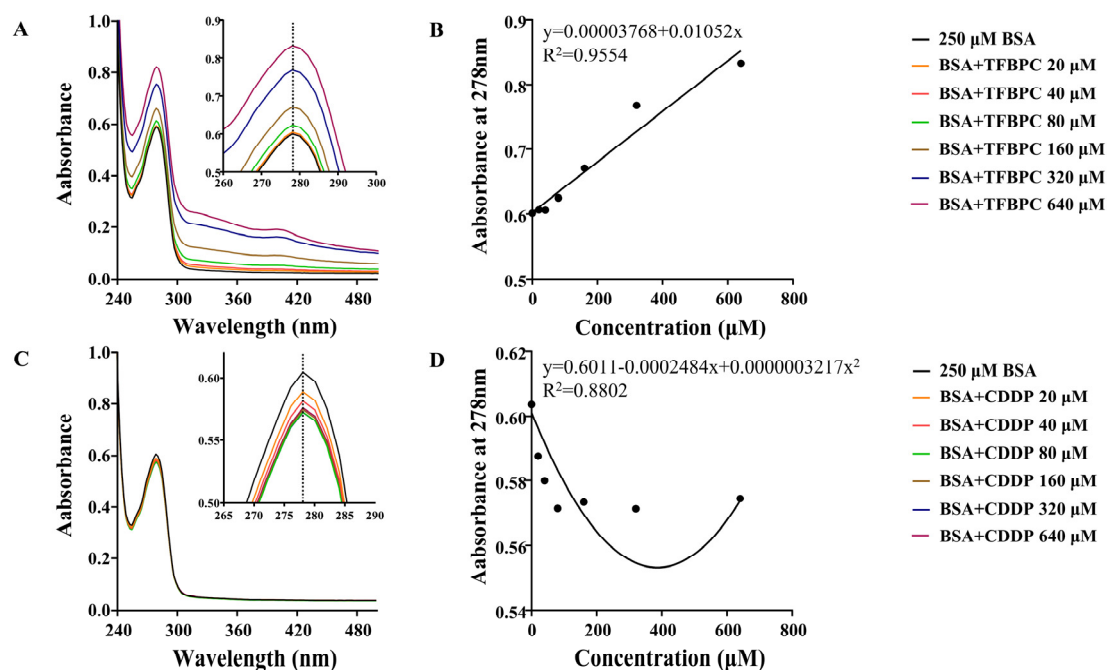 A
Aabsorbance
1.0
0.8
0.6
0.4
0.2
0.0
240 300 360 420 480
Wavelength (nm)
0.9
0.8
0.7
0.6
0.5
260 270 280 290 300
B
Aabsorbance at 278nm
0.9
0.8
0.7
0.6
0.5
0 200 400 600 800
Concentration (μM)
y=0.00003768+0.01052x
R²=0.9554
250 μM BSA
BSA+TFBPC 20 μM
BSA+TFBPC 40 μM
BSA+TFBPC 80 μM
BSA+TFBPC 160 μM
BSA+TFBPC 320 μM
BSA+TFBPC 640 μM
C
Aabsorbance
1.0
0.8
0.6
0.4
0.2
0.0
240 300 360 420 480
Wavelength (nm)
0.60
0.55
0.50
265 270 275 280 285 290
D
Aabsorbance at 278nm
0.62
0.60
0.58
0.56
0.54
0 200 400 600 800
Concentration (μM)
y=0.6011-0.0002484x+0.0000003217x²
R²=0.8802
250 μM BSA
BSA+CDDP 20 μM
BSA+CDDP 40 μM
BSA+CDDP 80 μM
BSA+CDDP 160 μM
BSA+CDDP 320 μM
BSA+CDDP 640 μM